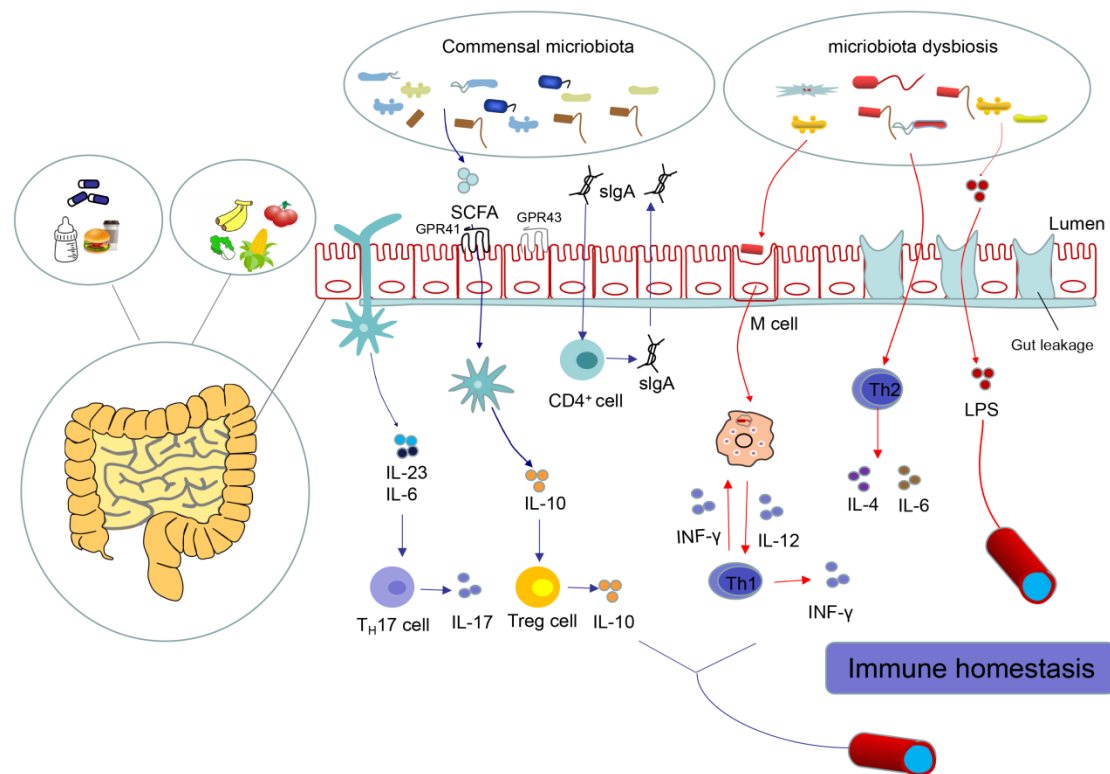 Commensal micriobiota
micriobiota dysbiosis
sIgA
SCFA
GPR41
GPR43
Lumen
M cell
Gut leakage
CD4⁺ cell
sIgA
Th2
LPS
IL-23
IL-6
IL-10
IL-4
IL-6
INF-γ
IL-12
Th1
INF-γ
T_H17 cell
IL-17
Treg cell
IL-10
Immune homestasis